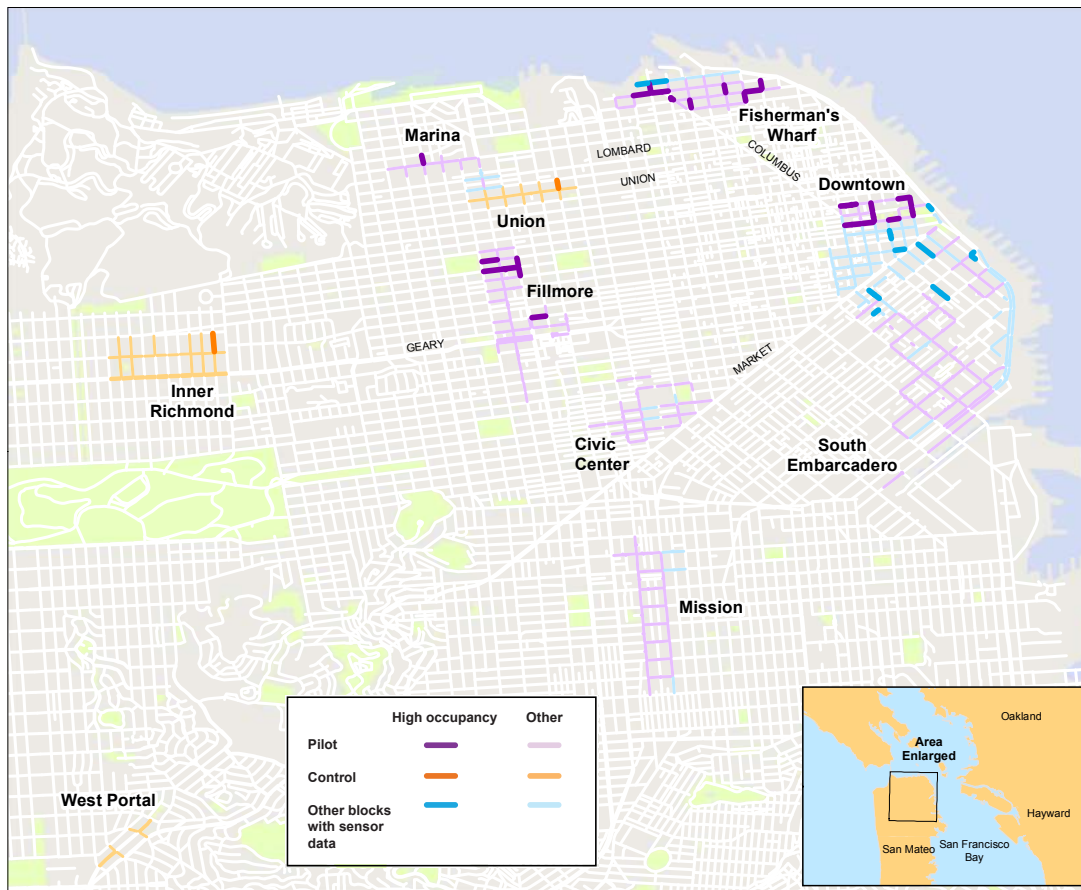 Marina
LOMBARD
Fisherman's
Wharf
COLUMBUS
UNION
Downtown
Union
Fillmore
GEARY
MARKET
Inner
Richmond
Civic
Center
South
Embarcadero
Mission
High occupancy
Other
Pilot
Control
Other blocks
with sensor
data
West Portal
Oakland
Area
Enlarged
Hayward
San Mateo
San Francisco
Bay